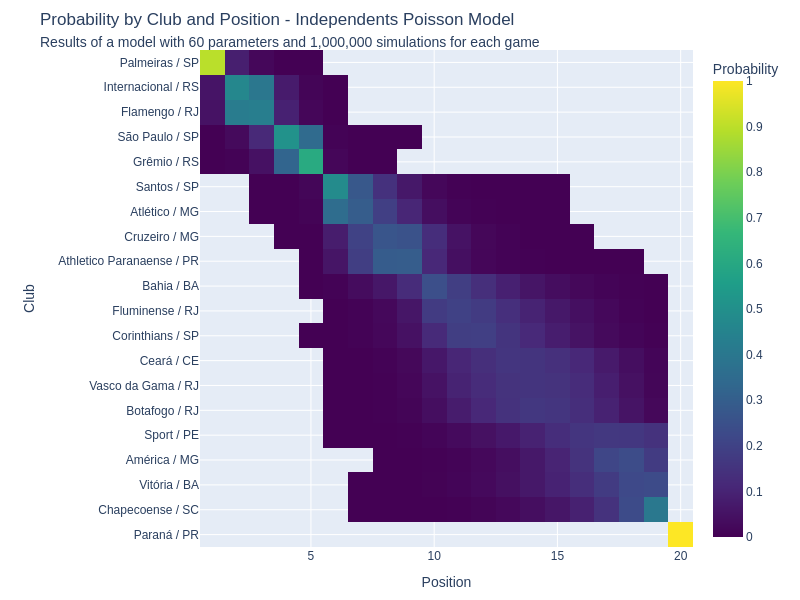 Probability by Club and Position - Independents Poisson Model
Results of a model with 60 parameters and 1,000,000 simulations for each game
Probability
Palmeiras / SP
Internacional / RS
Flamengo / RJ
São Paulo / SP
Grêmio / RS
Santos / SP
Atlético / MG
Cruzeiro / MG
Athletico Paranaense / PR
Bahia / BA
Fluminense / RJ
Corinthians / SP
Ceará / CE
Vasco da Gama / RJ
Botafogo / RJ
Sport / PE
América / MG
Vitória / BA
Chapecoense / SC
Paraná / PR
Club
5
10
15
20
Position
1
0.9
0.8
0.7
0.6
0.5
0.4
0.3
0.2
0.1
0